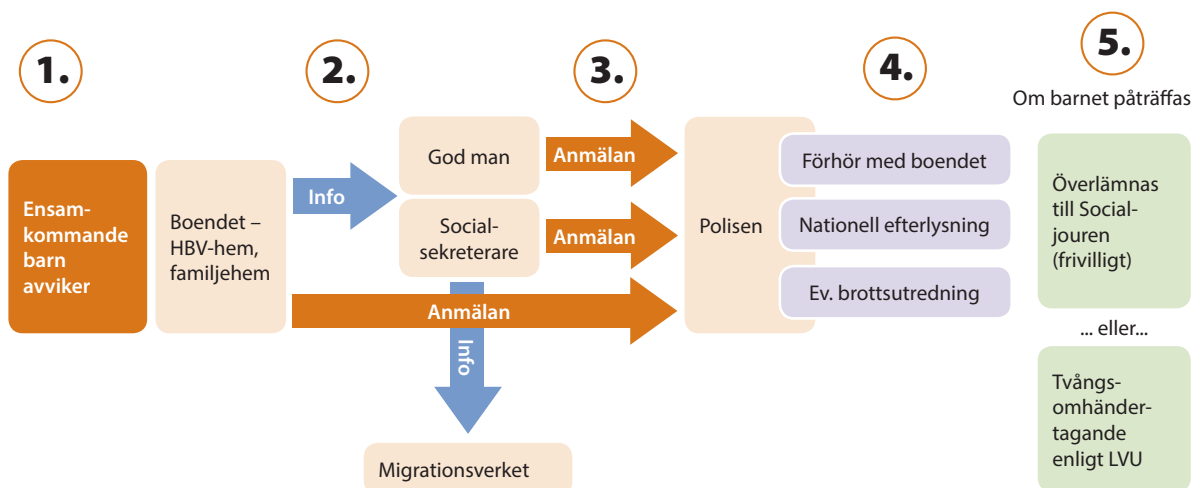 1.
2.
3.
4.
5.
Om barnet påträffas
Ensam-
kommande
barn
avviker
Boendet –
HBV-hem,
familjehem
Info
God man
Social-
sekreterare
Anmälan
Anmälan
Anmälan
Info
Migrationsverket
Polisen
Förhör med boendet
Nationell efterlysning
Ev. brottsutredning
Överlämnas
till Social-
jouren
(frivilligt)
... eller...
Tvångs-
omhänder-
tagande
enligt LVU